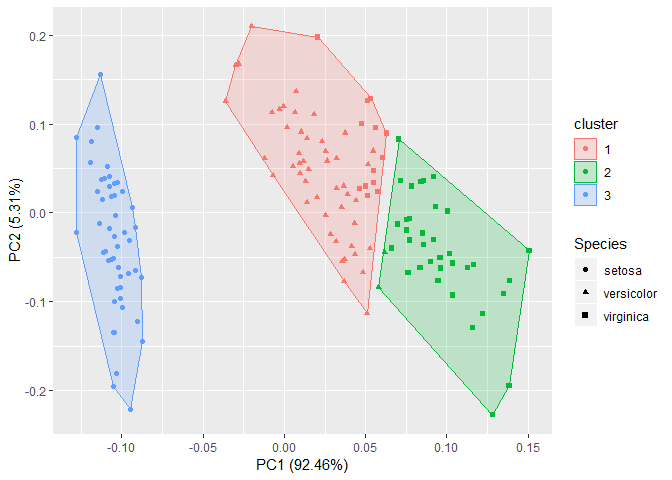 0.2
0.1
0.0
-0.1
-0.2
PC2 (5.31%)
-0.10
-0.05
0.00
0.05
0.10
0.15
PC1 (92.46%)
cluster
1
2
3
Species
setosa
versicolor
virginica